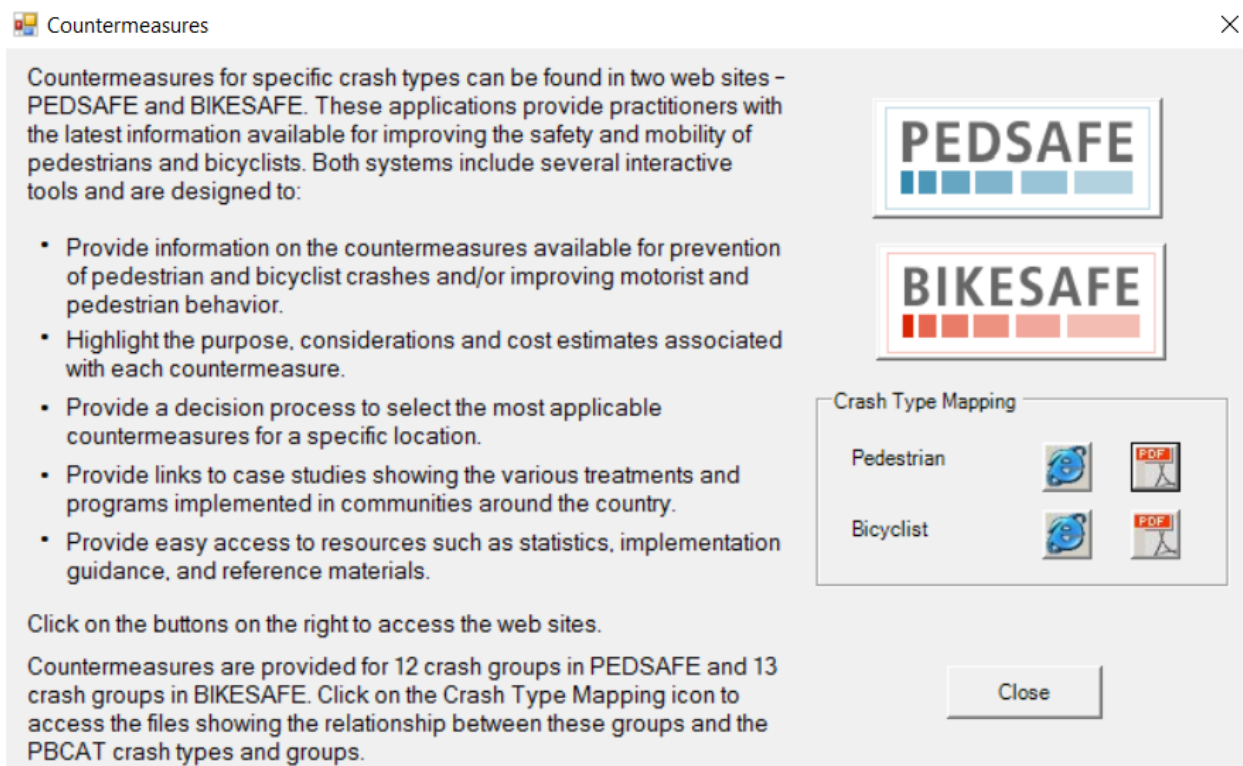 Countermeasures
Countermeasures for specific crash types can be found in two web sites –
PEDSAFE and BIKESAFE. These applications provide practitioners with
the latest information available for improving the safety and mobility of
pedestrians and bicyclists. Both systems include several interactive
tools and are designed to:
• Provide information on the countermeasures available for prevention
of pedestrian and bicyclist crashes and/or improving motorist and
pedestrian behavior.
• Highlight the purpose, considerations and cost estimates associated
with each countermeasure.
• Provide a decision process to select the most applicable
countermeasures for a specific location.
• Provide links to case studies showing the various treatments and
programs implemented in communities around the country.
• Provide easy access to resources such as statistics, implementation
guidance, and reference materials.
Click on the buttons on the right to access the web sites.
Countermeasures are provided for 12 crash groups in PEDSAFE and 13
crash groups in BIKESAFE. Click on the Crash Type Mapping icon to
access the files showing the relationship between these groups and the
PBCAT crash types and groups.
PEDSAFE
BIKESAFE
Crash Type Mapping
Pedestrian
PDF
Bicyclist
PDF
Close